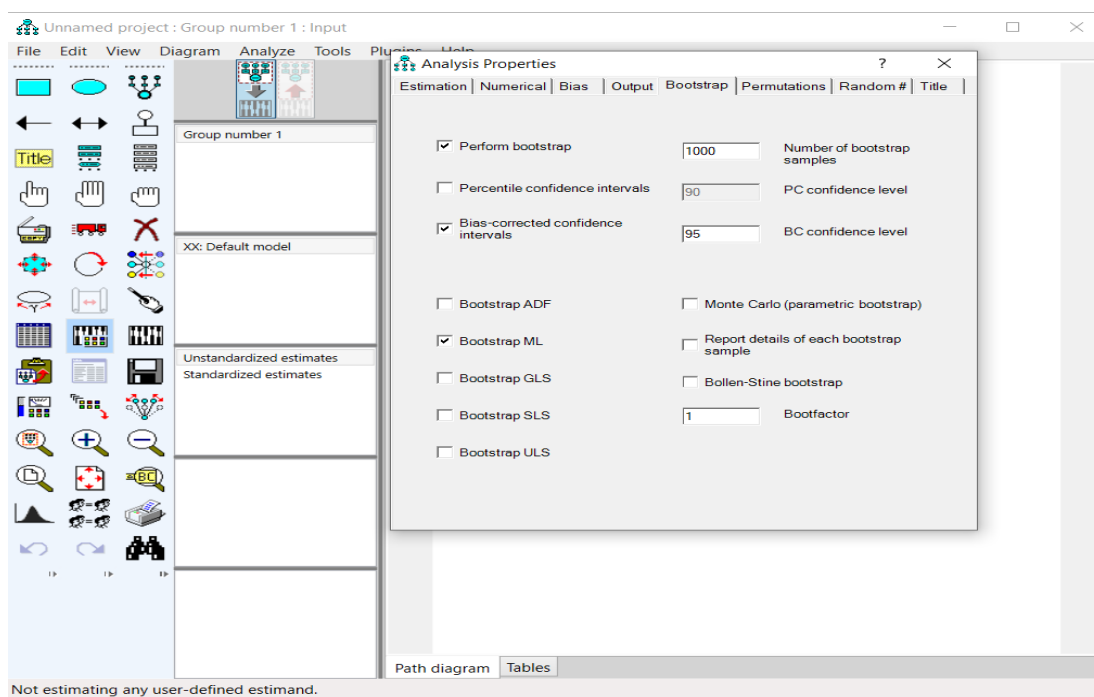 Unnamed project : Group number 1 : Input
File Edit View Diagram Analyze Tools Plugins Help
Analysis Properties
?
Estimation Numerical Bias Output Bootstrap Permutations Random # Title
Group number 1
XX: Default model
Unstandardized estimates
Standardized estimates
Title
Perform bootstrap
1000
Number of bootstrap
samples
Percentile confidence intervals
90
PC confidence level
Bias-corrected confidence
intervals
95
BC confidence level
Bootstrap ADF
Monte Carlo (parametric bootstrap)
Bootstrap ML
Report details of each bootstrap
sample
Bootstrap GLS
Bollen-Stine bootstrap
Bootstrap SLS
1
Bootfactor
Bootstrap ULS
Path diagram Tables
Not estimating any user-defined estimand.